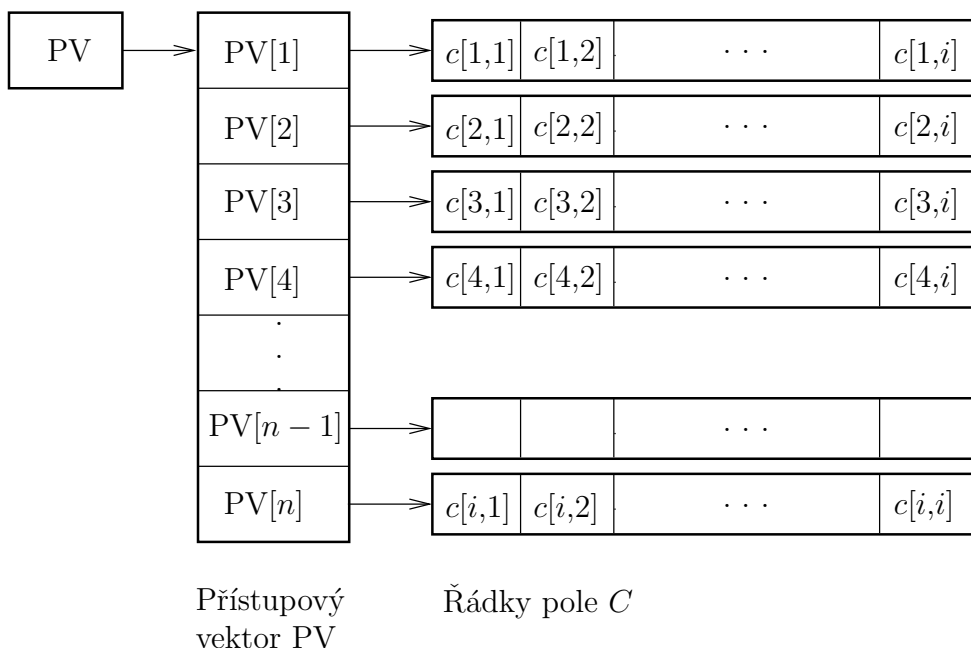 PV PV[1] c[1,1] c[1,2] · · · c[1,i]
PV[2] c[2,1] c[2,2] · · · c[2,i]
PV[3] c[3,1] c[3,2] · · · c[3,i]
PV[4] c[4,1] c[4,2] · · · c[4,i]
·
·
·
PV[n − 1] · · ·
PV[n] c[i,1] c[i,2] · · · c[i,i]
Přístupový Řádky pole C
vektor PV